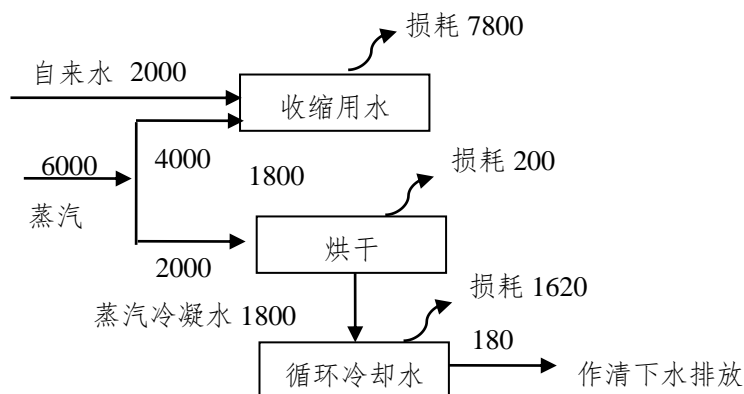 损耗 7800
自来水 2000
收缩用水
6000
4000
1800
损耗 200
蒸汽
烘干
2000
损耗 1620
蒸汽冷凝水 1800
180
循环冷却水
作清下水排放